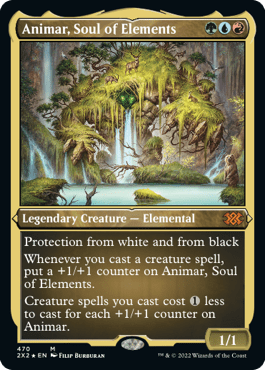 Animar, Soul of Elements
Legendary Creature — Elemental
Protection from white and from black
Whenever you cast a creature spell,
put a +1/+1 counter on Animar, Soul
of Elements.
Creature spells you cast cost 1 less
to cast for each +1/+1 counter on
Animar.
1/1
470 M
2X2 ★ EN Filip Burburan
™ & © 2022 Wizards of the Coast